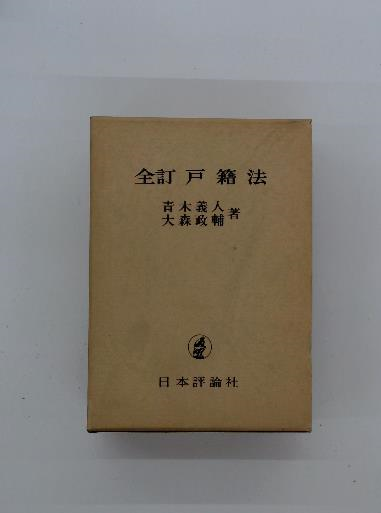 全訂 戸籍法
青木義人
大森政輔
著
日本評論社